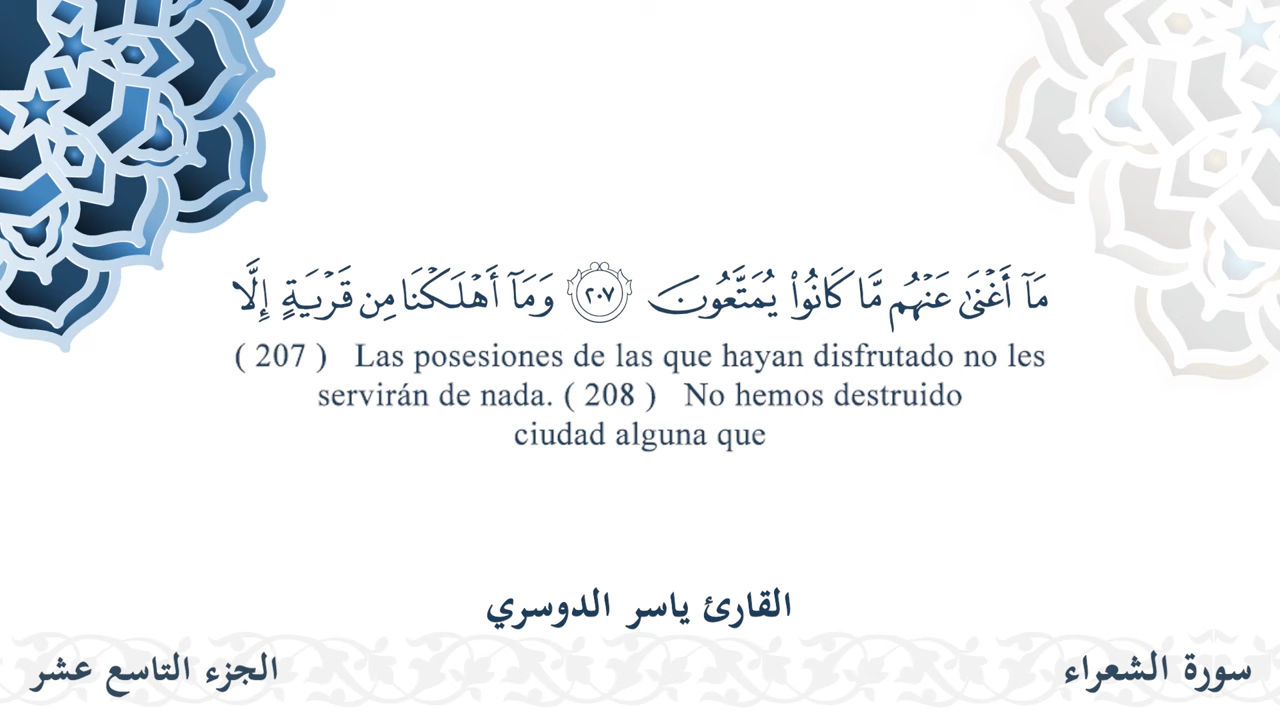 مَآ أَغْنَىٰ عَنْهُم مَّا كَانُوا۟ يُمَتَّعُونَ ٢٠٧ وَمَآ أَهْلَكْنَا مِن قَرْيَةٍ إِلَّا
( 207 ) Las posesiones de las que hayan disfrutado no les
servirán de nada. ( 208 ) No hemos destruido
ciudad alguna que
القارئ ياسر الدوسري
سورة الشعراء
الجزء التاسع عشر